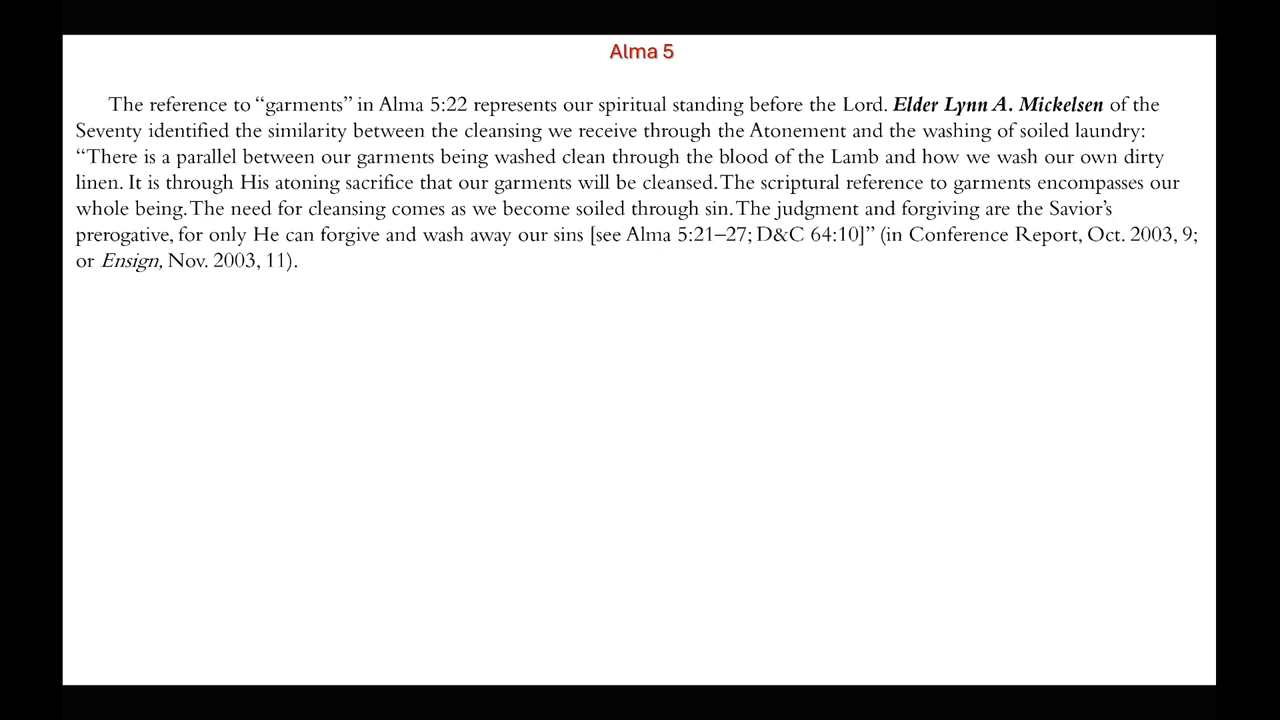 Alma 5
The reference to “garments” in Alma 5:22 represents our spiritual standing before the Lord. Elder Lynn A. Mickelsen of the
Seventy identified the similarity between the cleansing we receive through the Atonement and the washing of soiled laundry:
“There is a parallel between our garments being washed clean through the blood of the Lamb and how we wash our own dirty
linen. It is through His atoning sacrifice that our garments will be cleansed. The scriptural reference to garments encompasses our
whole being. The need for cleansing comes as we become soiled through sin. The judgment and forgiving are the Savior’s
prerogative, for only He can forgive and wash away our sins [see Alma 5:21–27; D&C 64:10]” (in Conference Report, Oct. 2003, 9;
or Ensign, Nov. 2003, 11).